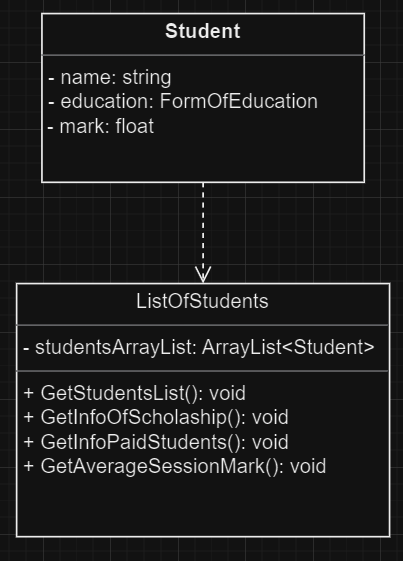 Student
- name: string
- education: FormOfEducation
- mark: float
ListOfStudents
- studentsArrayList: ArrayList<Student>
+ GetStudentsList(): void
+ GetInfoOfScholaship(): void
+ GetInfoPaidStudents(): void
+ GetAverageSessionMark(): void